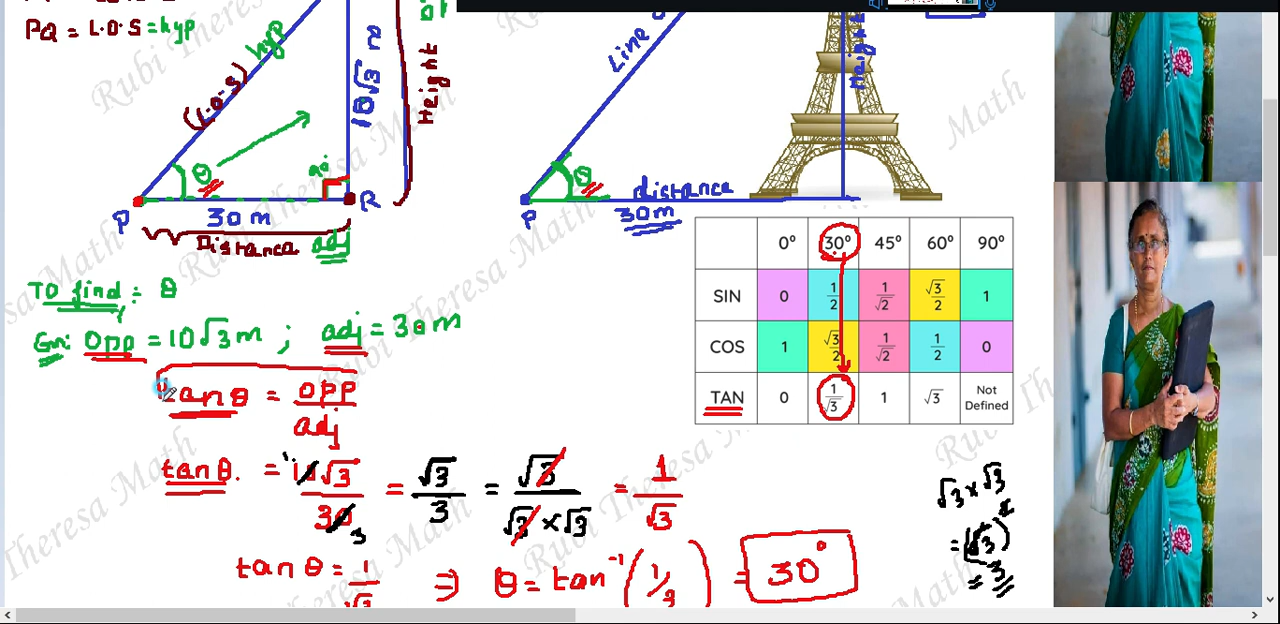 PQ = L.O.S = hyp
(L.O.S) hyp
10√3 m
Height
θ
P
30 m
R
Distance
adj
Line
Height
θ
P
distance
30m
To find: θ
Gn: Opp = 10√3 m ; adj = 30 m
tan θ = opp/adj
tan θ. = 10√3/30 = √3/3 = √3/√3 × √3 = 1/√3
tan θ = 1/√3 ⇒ θ = tan⁻¹ (1/3) = 30°
√3 × √3
= (√3)²
= 3
0° 30° 45° 60° 90°
SIN 0 1/2 1/√2 √3/2 1
COS 1 √3/2 1/√2 1/2 0
TAN 0 1/√3 1 √3 Not Defined
Rubi Theresa Math